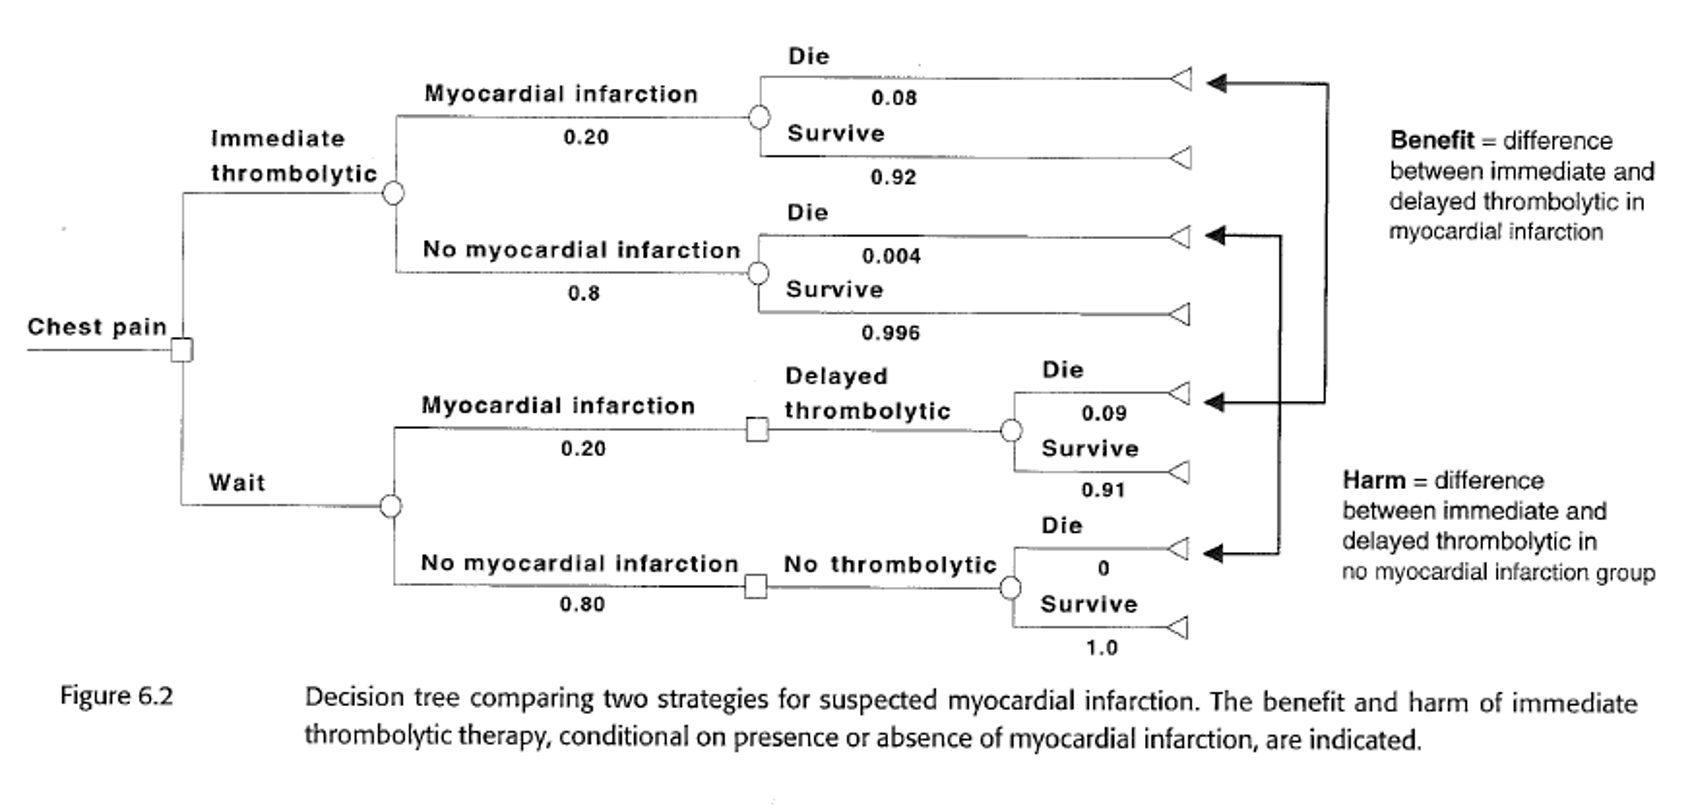 Die
Myocardial infarction
0.08
Immediate
thrombolytic
0.20
Survive
0.92
Benefit = difference
between immediate and
delayed thrombolytic in
myocardial infarction
Die
No myocardial infarction
0.004
0.8
Survive
0.996
Chest pain
Delayed
thrombolytic
Die
Myocardial infarction
0.09
0.20
Survive
0.91
Wait
Harm = difference
between immediate and
delayed thrombolytic in
no myocardial infarction group
Die
No myocardial infarction
No thrombolytic
0
0.80
Survive
1.0
Figure 6.2
Decision tree comparing two strategies for suspected myocardial infarction. The benefit and harm of immediate
thrombolytic therapy, conditional on presence or absence of myocardial infarction, are indicated.